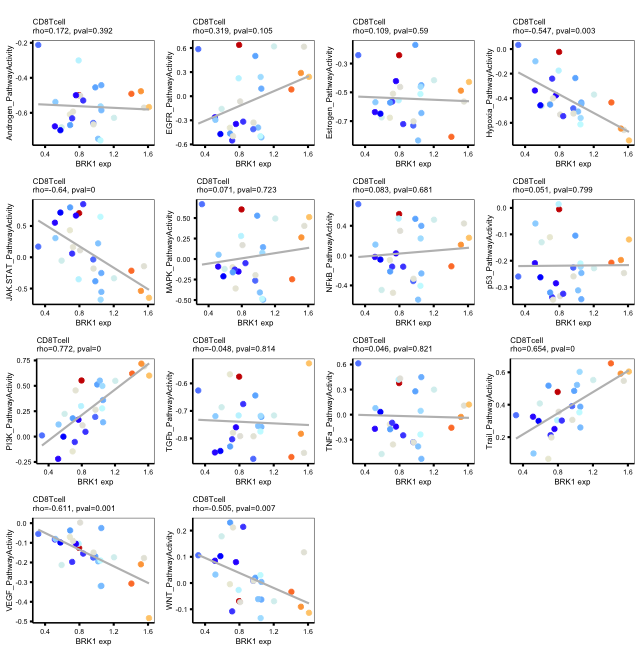 CD8Tcell
rho=0.172, pval=0.392
Androgen_PathwayActivity
-0.2
-0.4
-0.6
0.4 0.8 1.2 1.6
BRK1 exp
CD8Tcell
rho=0.319, pval=0.105
EGFR_PathwayActivity
0.6
0.3
0.0
-0.3
-0.6
0.4 0.8 1.2 1.6
BRK1 exp
CD8Tcell
rho=0.109, pval=0.59
Estrogen_PathwayActivity
-0.3
-0.5
-0.7
0.4 0.8 1.2 1.6
BRK1 exp
CD8Tcell
rho=-0.547, pval=0.003
Hypoxia_PathwayActivity
0.0
-0.2
-0.4
-0.6
0.4 0.8 1.2 1.6
BRK1 exp
CD8Tcell
rho=-0.64, pval=0
JAK.STAT_PathwayActivity
0.5
0.0
-0.5
0.4 0.8 1.2 1.6
BRK1 exp
CD8Tcell
rho=0.071, pval=0.723
MAPK_PathwayActivity
0.50
0.25
0.00
-0.25
-0.50
0.4 0.8 1.2 1.6
BRK1 exp
CD8Tcell
rho=0.083, pval=0.681
NFkB_PathwayActivity
0.4
0.0
-0.4
0.4 0.8 1.2 1.6
BRK1 exp
CD8Tcell
rho=0.051, pval=0.799
p53_PathwayActivity
0.0
-0.1
-0.2
-0.3
0.4 0.8 1.2 1.6
BRK1 exp
CD8Tcell
rho=0.772, pval=0
PI3K_PathwayActivity
0.75
0.50
0.25
0.00
-0.25
0.4 0.8 1.2 1.6
BRK1 exp
CD8Tcell
rho=-0.048, pval=0.814
TGFb_PathwayActivity
-0.6
-0.7
-0.8
0.4 0.8 1.2 1.6
BRK1 exp
CD8Tcell
rho=0.046, pval=0.821
TNFa_PathwayActivity
0.6
0.3
0.0
-0.3
0.4 0.8 1.2 1.6
BRK1 exp
CD8Tcell
rho=0.654, pval=0
Trail_PathwayActivity
0.6
0.4
0.2
0.4 0.8 1.2 1.6
BRK1 exp
CD8Tcell
rho=-0.611, pval=0.001
VEGF_PathwayActivity
0.0
-0.1
-0.2
-0.3
-0.4
-0.5
0.4 0.8 1.2 1.6
BRK1 exp
CD8Tcell
rho=-0.505, pval=0.007
WNT_PathwayActivity
0.2
0.1
0.0
-0.1
0.4 0.8 1.2 1.6
BRK1 exp